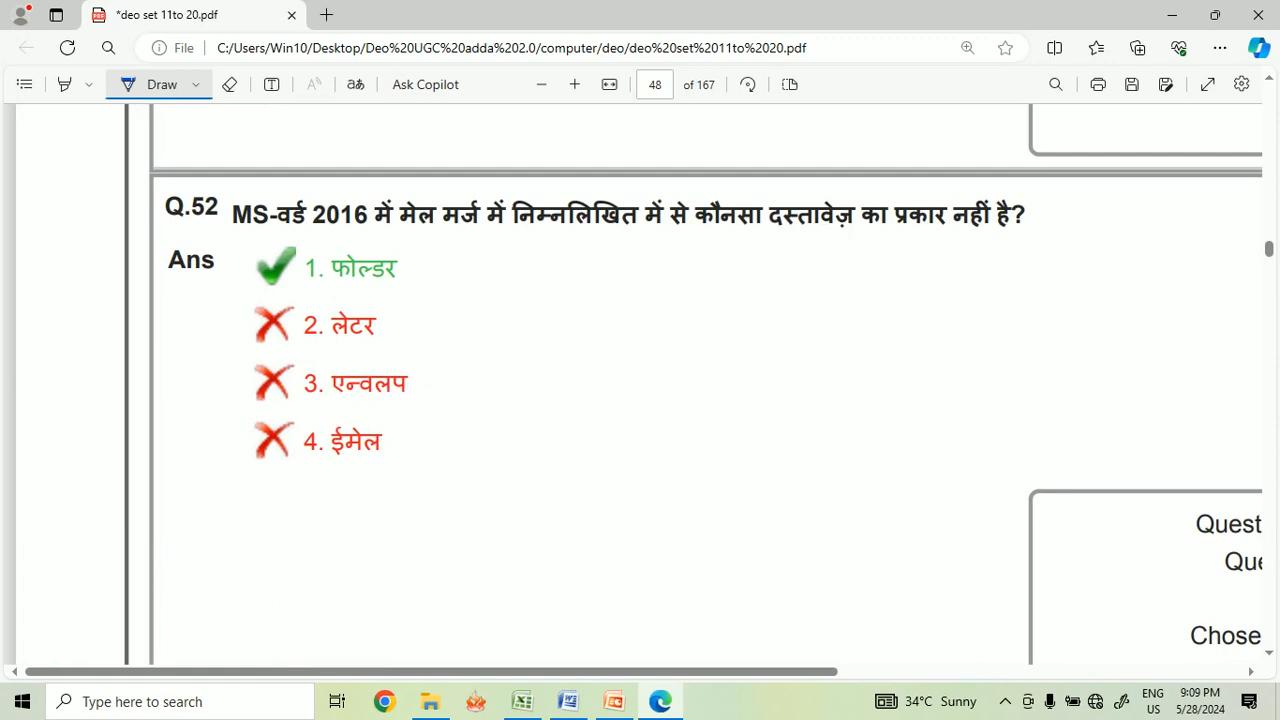 *deo set 11to 20.pdf
File
C:/Users/Win10/Desktop/Deo%20UGC%20adda%202.0/computer/deo/deo%20set%2011to%2020.pdf
Draw
aあ
Ask Copilot
48 of 167
Q.52 MS-वर्ड 2016 में मेल मर्ज में निम्नलिखित में से कौनसा दस्तावेज़ का प्रकार नहीं है?
Ans
1. फोल्डर
2. लेटर
3. एन्वलप
4. ईमेल
Quest
Que
Chose
Type here to search
34°C Sunny
ENG
US
9:09 PM
5/28/2024